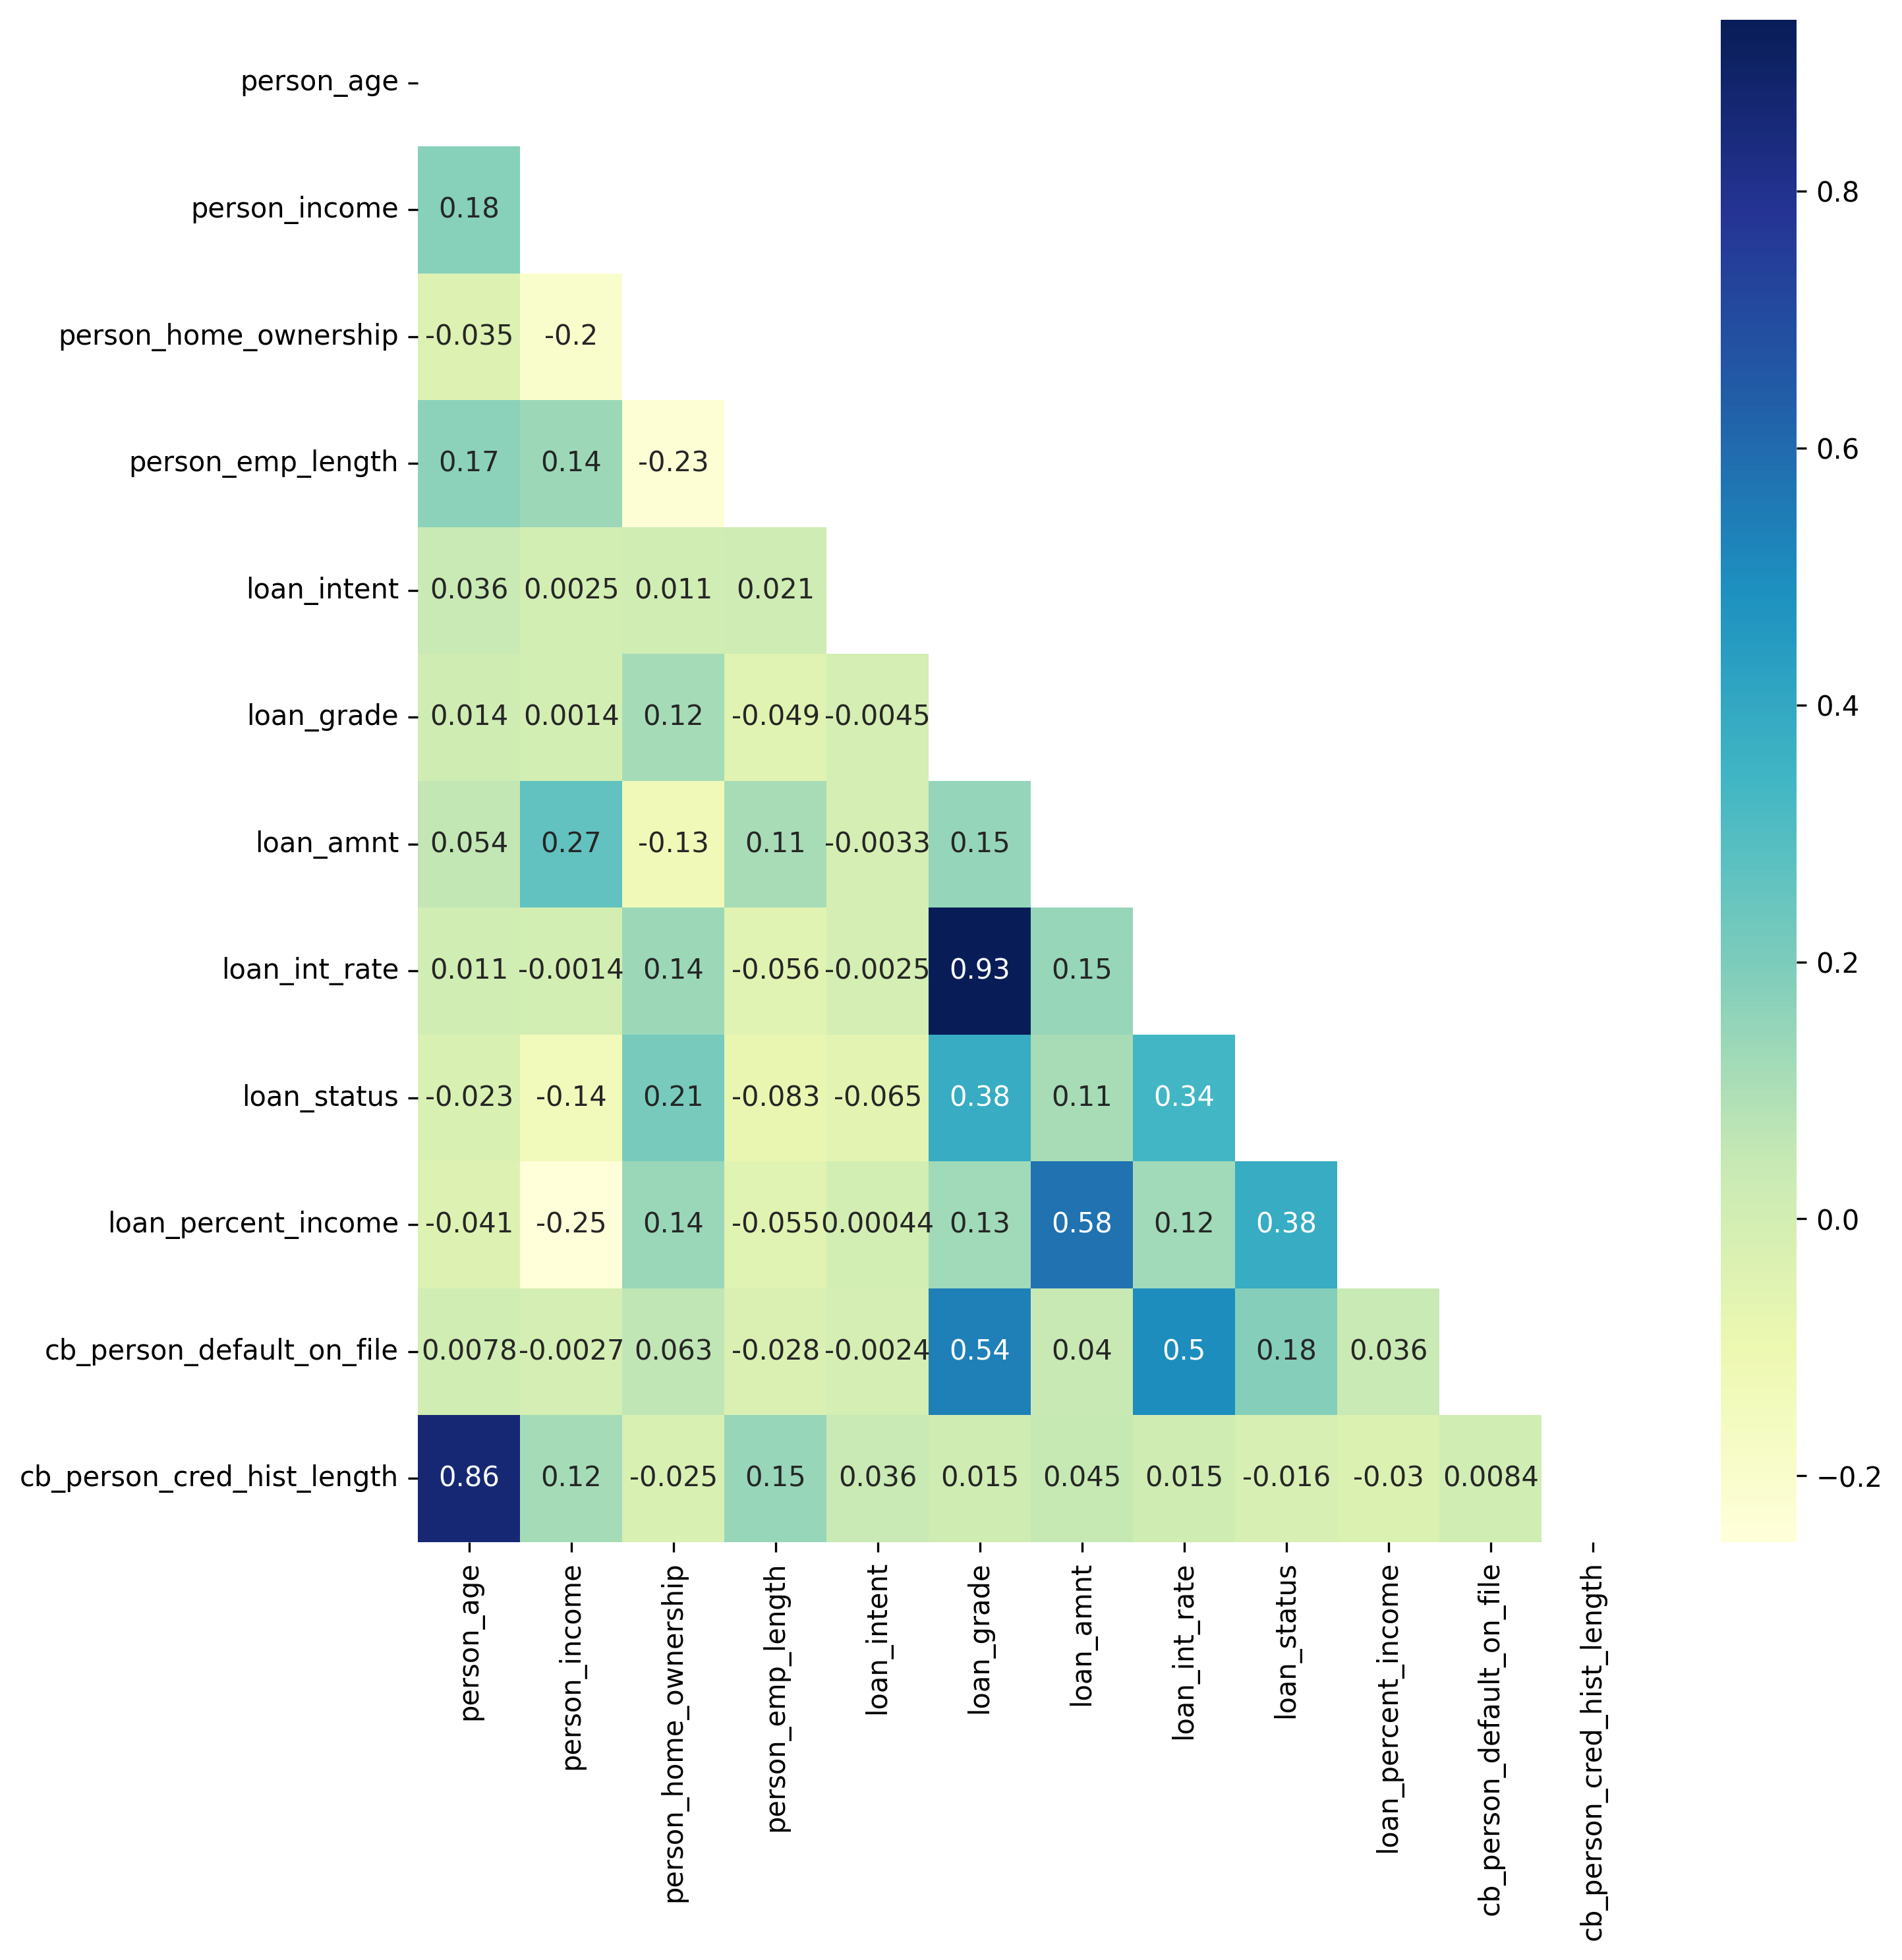 person_age
person_income 0.18
person_home_ownership -0.035 -0.2
person_emp_length 0.17 0.14 -0.23
loan_intent 0.036 0.0025 0.011 0.021
loan_grade 0.014 0.0014 0.12 -0.049 -0.0045
loan_amnt 0.054 0.27 -0.13 0.11 -0.0033 0.15
loan_int_rate 0.011 -0.0014 0.14 -0.056 -0.0025 0.93 0.15
loan_status -0.023 -0.14 0.21 -0.083 -0.065 0.38 0.11 0.34
loan_percent_income -0.041 -0.25 0.14 -0.055 0.00044 0.13 0.58 0.12 0.38
cb_person_default_on_file 0.0078 -0.0027 0.063 -0.028 -0.0024 0.54 0.04 0.5 0.18 0.036
cb_person_cred_hist_length 0.86 0.12 -0.025 0.15 0.036 0.015 0.045 0.015 -0.016 -0.03 0.0084
person_age
person_income
person_home_ownership
person_emp_length
loan_intent
loan_grade
loan_amnt
loan_int_rate
loan_status
loan_percent_income
cb_person_default_on_file
cb_person_cred_hist_length
0.8
0.6
0.4
0.2
0.0
−0.2